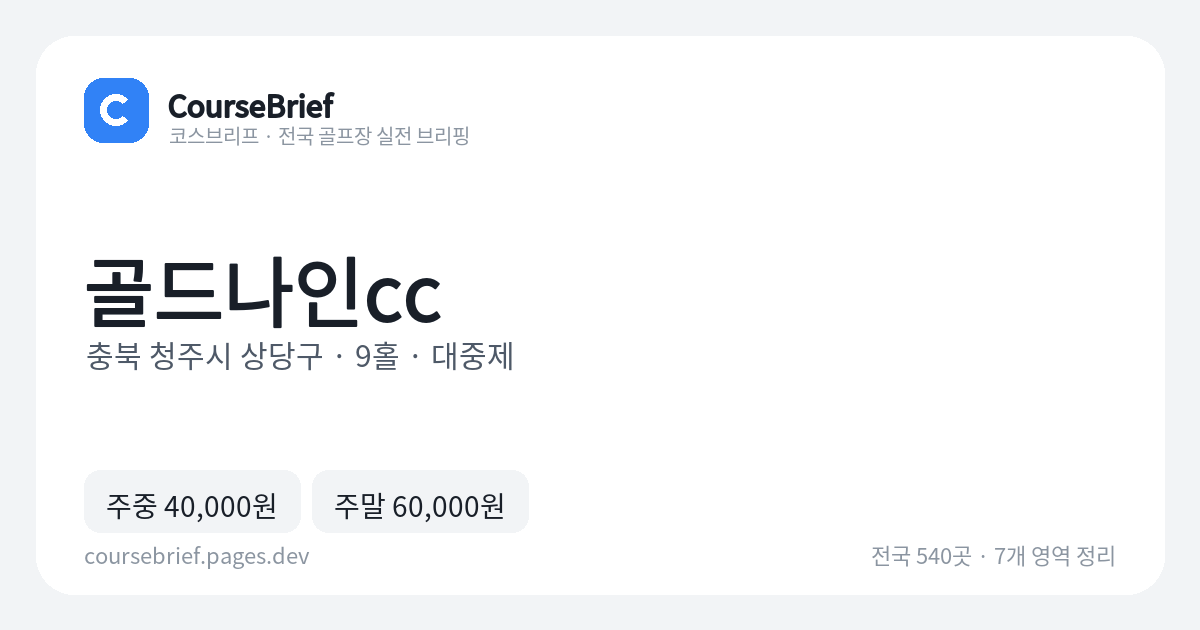 C
CourseBrief
코스브리프 · 전국 골프장 실전 브리핑
골드나인cc
충북 청주시 상당구 · 9홀 · 대중제
주중 40,000원 주말 60,000원
coursebrief.pages.dev 전국 540곳 · 7개 영역 정리